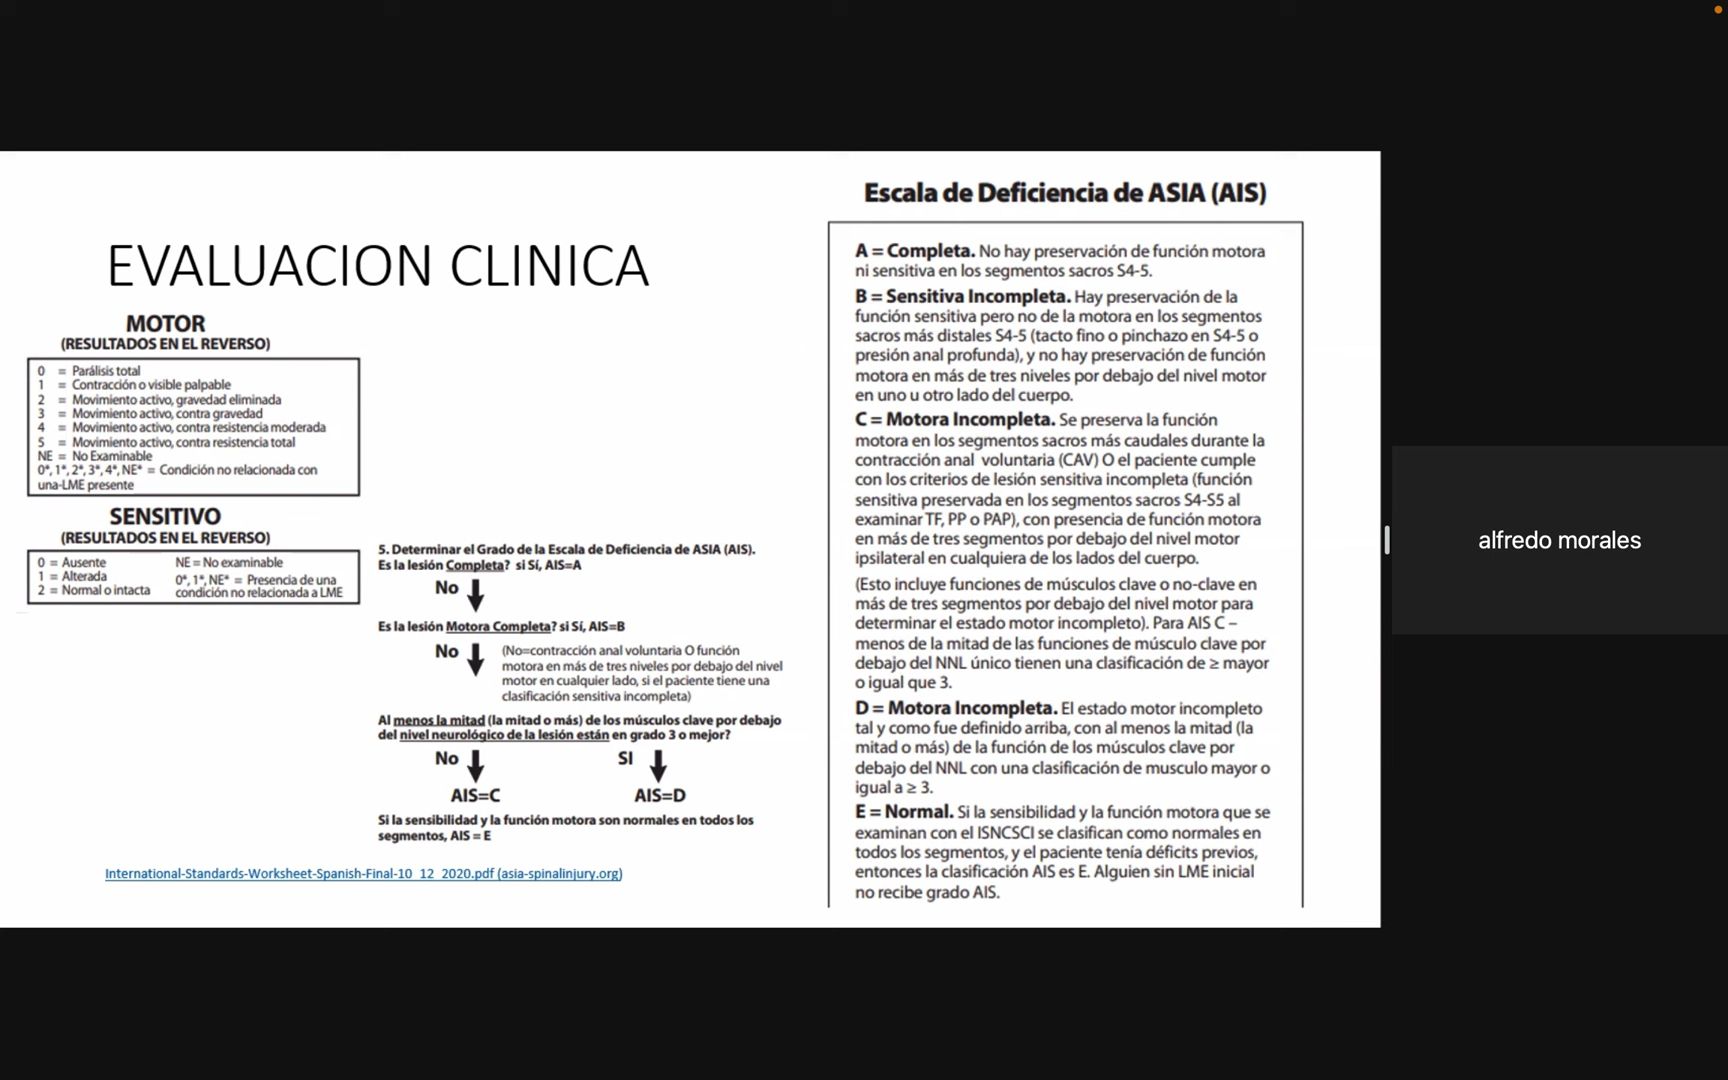 EVALUACION CLINICA
MOTOR
(RESULTADOS EN EL REVERSO)
0 = Parálisis total
1 = Contracción o visible palpable
2 = Movimiento activo, gravedad eliminada
3 = Movimiento activo, contra gravedad
4 = Movimiento activo, contra resistencia moderada
5 = Movimiento activo, contra resistencia total
NE = No Examinable
0*, 1*, 2*, 3*, 4*, NE* = Condición no relacionada con
una-LME presente
SENSITIVO
(RESULTADOS EN EL REVERSO)
0 = Ausente
1 = Alterada
2 = Normal o intacta
NE = No examinable
0*, 1*, NE* = Presencia de una
condición no relacionada a LME
5. Determinar el Grado de la Escala de Deficiencia de ASIA (AIS).
Es la lesión Completa? si Sí, AIS=A
No
Es la lesión Motora Completa? si Sí, AIS=B
No
(No=contracción anal voluntaria O función
motora en más de tres niveles por debajo del nivel
motor en cualquier lado, si el paciente tiene una
clasificación sensitiva incompleta)
Al menos la mitad (la mitad o más) de los músculos clave por debajo
del nivel neurológico de la lesión están en grado 3 o mejor?
No
SI
AIS=C
AIS=D
Si la sensibilidad y la función motora son normales en todos los
segmentos, AIS = E
International-Standards-Worksheet-Spanish-Final-10_12_2020.pdf (asia-spinalinjury.org)
Escala de Deficiencia de ASIA (AIS)
A = Completa. No hay preservación de función motora
ni sensitiva en los segmentos sacros S4-5.
B = Sensitiva Incompleta. Hay preservación de la
función sensitiva pero no de la motora en los segmentos
sacros más distales S4-5 (tacto fino o pinchazo en S4-5 o
presión anal profunda), y no hay preservación de función
motora en más de tres niveles por debajo del nivel motor
en uno u otro lado del cuerpo.
C = Motora Incompleta. Se preserva la función
motora en los segmentos sacros más caudales durante la
contracción anal voluntaria (CAV) O el paciente cumple
con los criterios de lesión sensitiva incompleta (función
sensitiva preservada en los segmentos sacros S4-S5 al
examinar TF, PP o PAP), con presencia de función motora
en más de tres segmentos por debajo del nivel motor
ipsilateral en cualquiera de los lados del cuerpo.
(Esto incluye funciones de músculos clave o no-clave en
más de tres segmentos por debajo del nivel motor para
determinar el estado motor incompleto). Para AIS C –
menos de la mitad de las funciones de músculo clave por
debajo del NNL único tienen una clasificación de ≥ mayor
o igual que 3.
D = Motora Incompleta. El estado motor incompleto
tal y como fue definido arriba, con al menos la mitad (la
mitad o más) de la función de los músculos clave por
debajo del NNL con una clasificación de musculo mayor o
igual a ≥ 3.
E = Normal. Si la sensibilidad y la función motora que se
examinan con el ISNCSCI se clasifican como normales en
todos los segmentos, y el paciente tenía déficits previos,
entonces la clasificación AIS es E. Alguien sin LME inicial
no recibe grado AIS.
alfredo morales